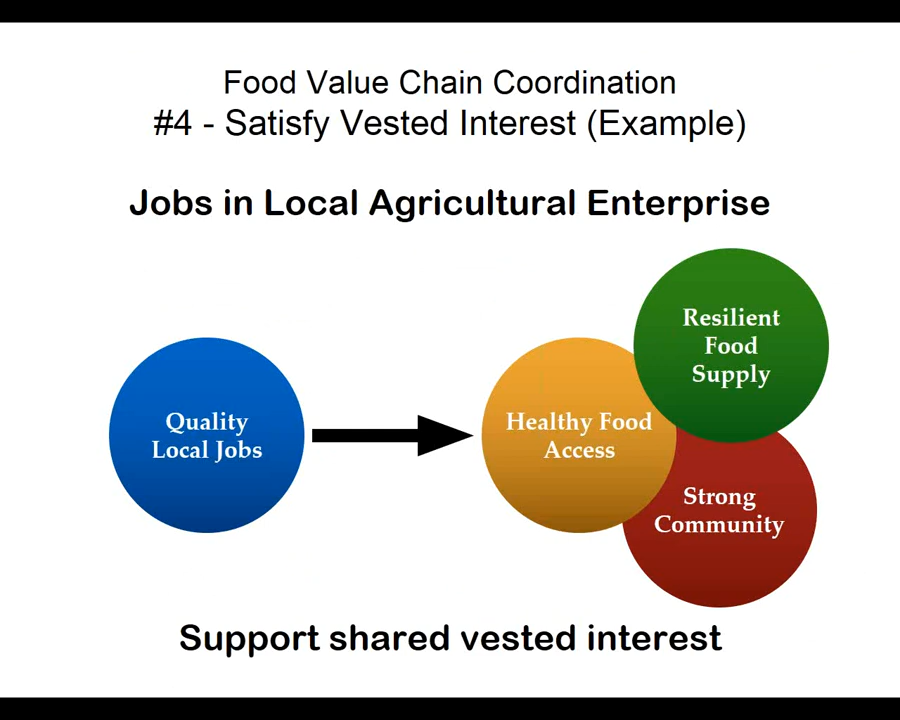 Food Value Chain Coordination
#4 - Satisfy Vested Interest (Example)
Jobs in Local Agricultural Enterprise
Quality
Local Jobs
Healthy Food
Access
Resilient
Food
Supply
Strong
Community
Support shared vested interest